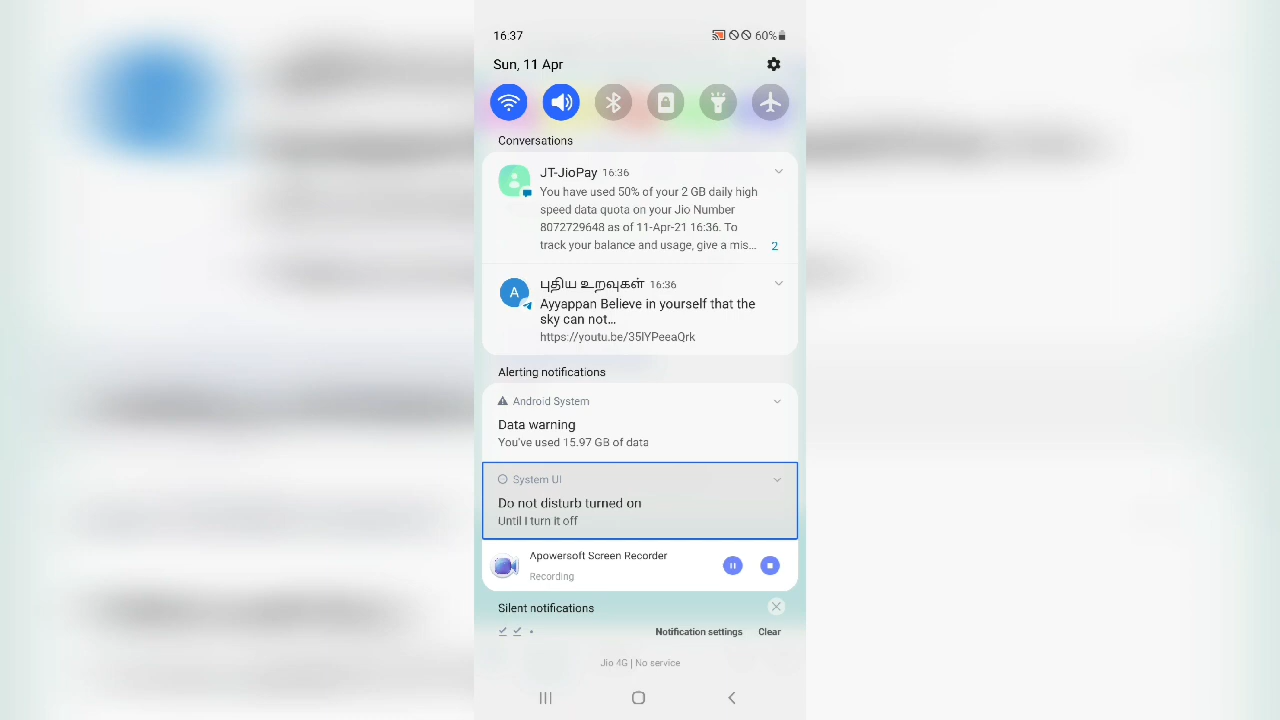 16:37
60%
Sun, 11 Apr
Conversations
JT-JioPay 16:36
You have used 50% of your 2 GB daily high
speed data quota on your Jio Number
8072729648 as of 11-Apr-21 16:36. To
track your balance and usage, give a mis...
2
A
புதிய உறவுகள் 16:36
Ayyappan Believe in yourself that the
sky can not...
https://youtu.be/35IYPeeaQrk
Alerting notifications
Android System
Data warning
You've used 15.97 GB of data
System UI
Do not disturb turned on
Until I turn it off
Apowersoft Screen Recorder
Recording
Silent notifications
Notification settings
Clear
Jio 4G | No service